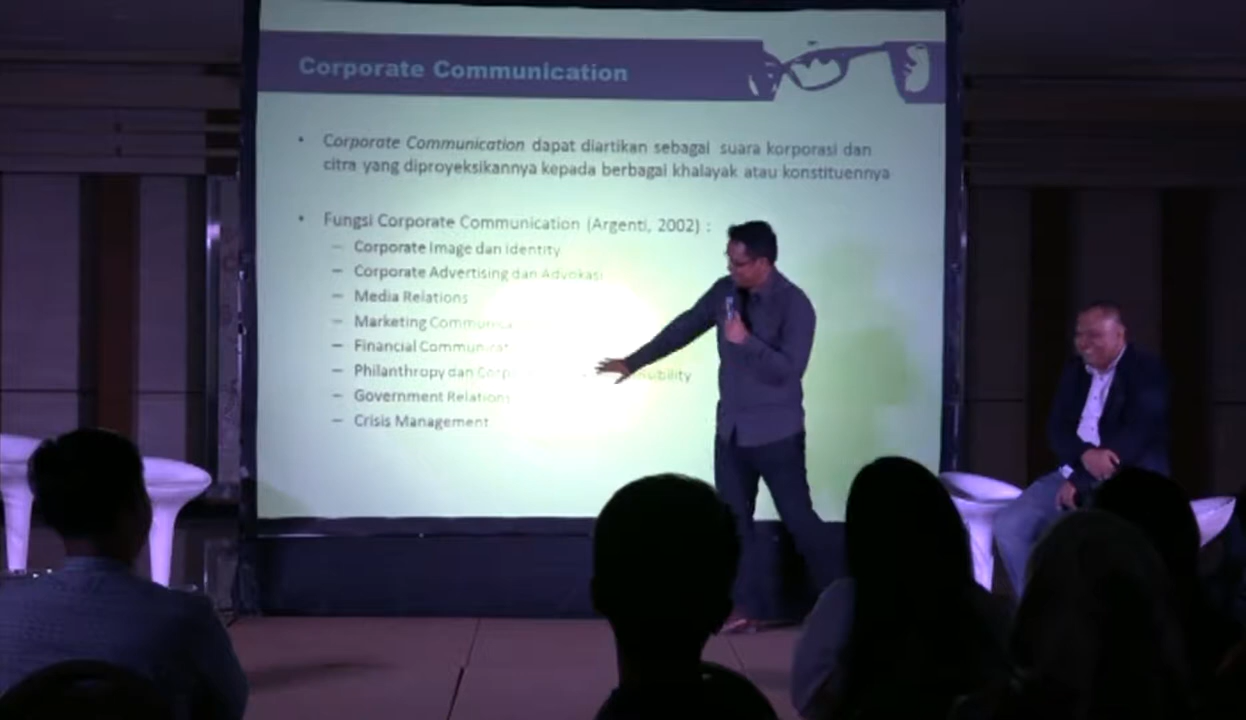 Corporate Communication
• Corporate Communication dapat diartikan sebagai suara korporasi dan
citra yang diproyeksikannya kepada berbagai khalayak atau konstituennya
• Fungsi Corporate Communication (Argenti, 2002) :
– Corporate Image dan Identity
– Corporate Advertising dan Advokasi
– Media Relations
– Marketing
– Financial
– Philanthropy dan
– Government Relations
– Crisis Management